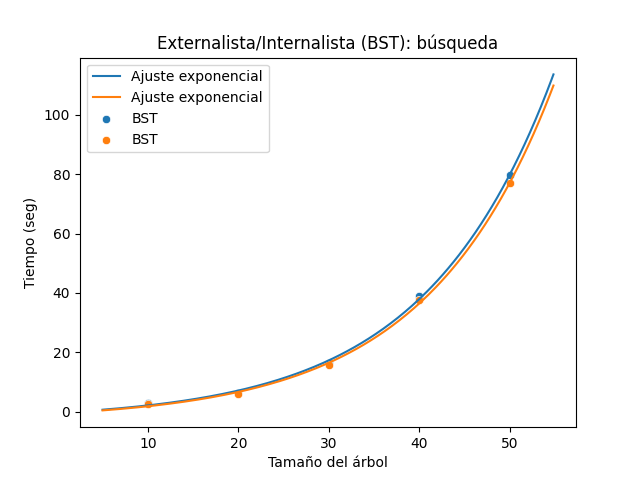 Externalista/Internalista (BST): búsqueda
Ajuste exponencial
Ajuste exponencial
BST
BST
Tiempo (seg)
100
80
60
40
20
0
10 20 30 40 50
Tamaño del árbol